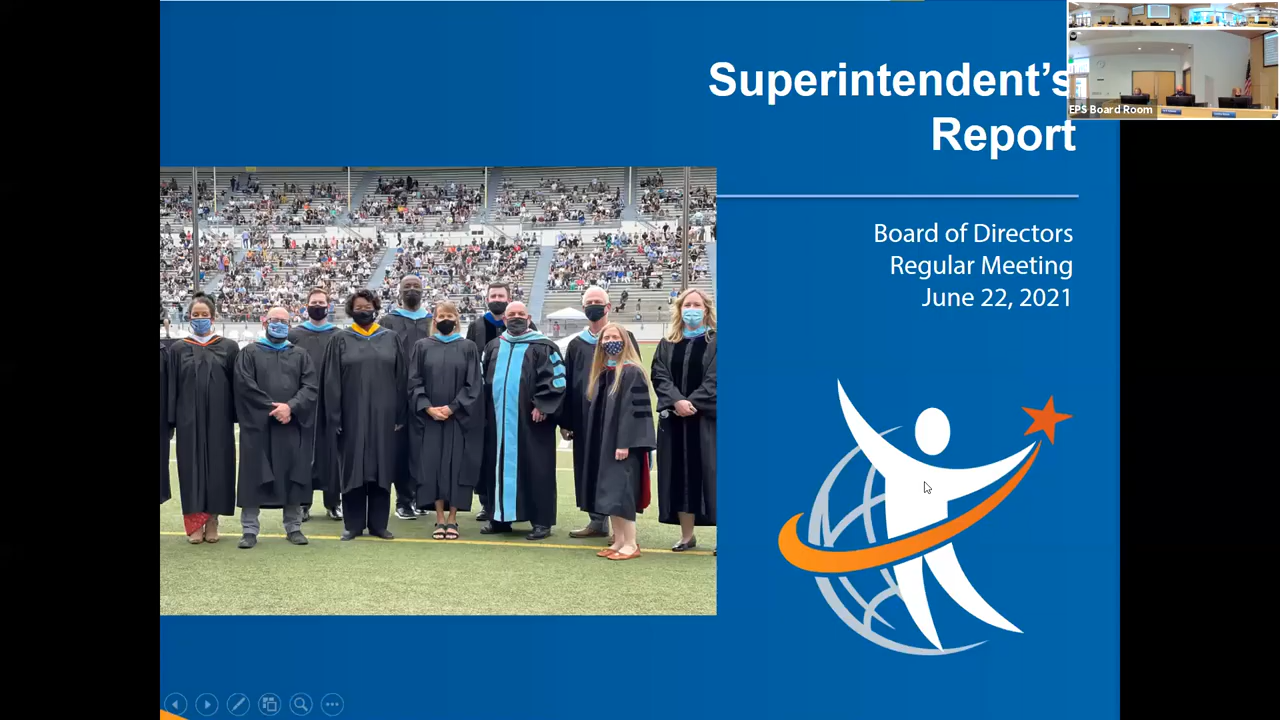 Superintendent's
Report
EPS Board Room
Board of Directors
Regular Meeting
June 22, 2021